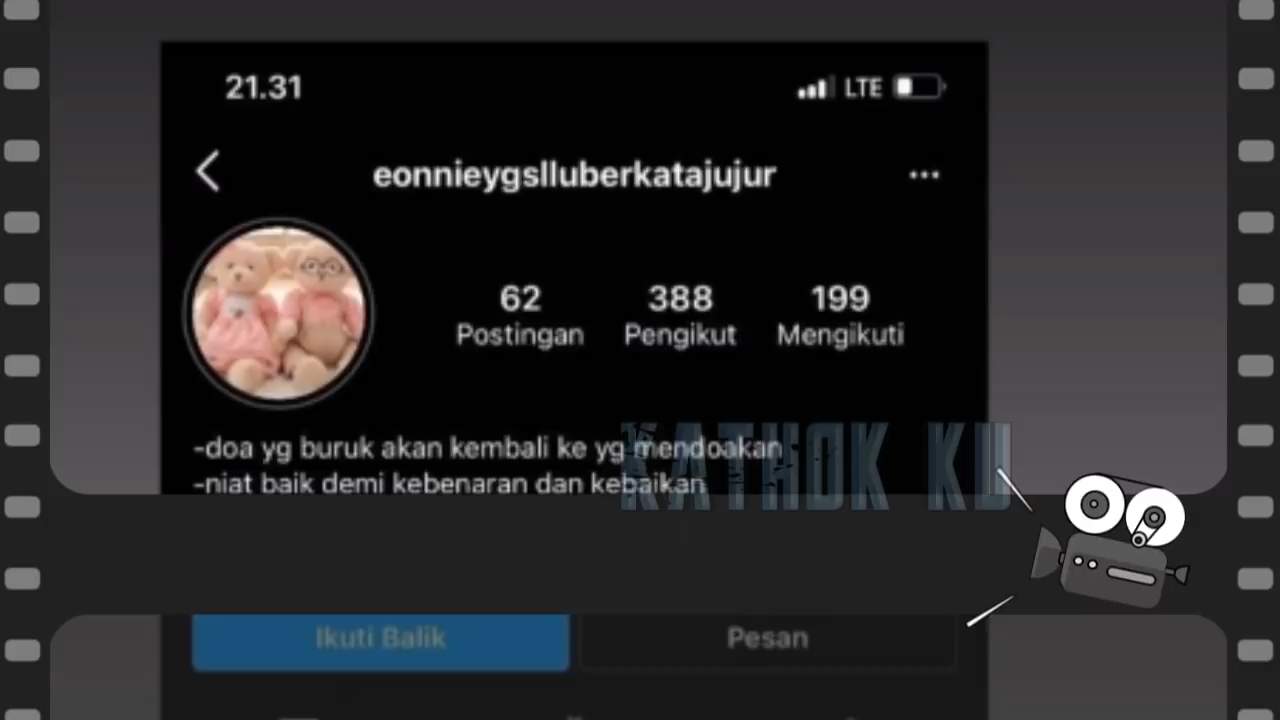 21.31
LTE
eonnieygslluberkatajujur
62 388 199
Postingan Pengikut Mengikuti
-doa yg buruk akan kembali ke yg mendoakan
-niat baik demi kebenaran dan kebaikan
KATHOK KU
Ikuti Balik Pesan